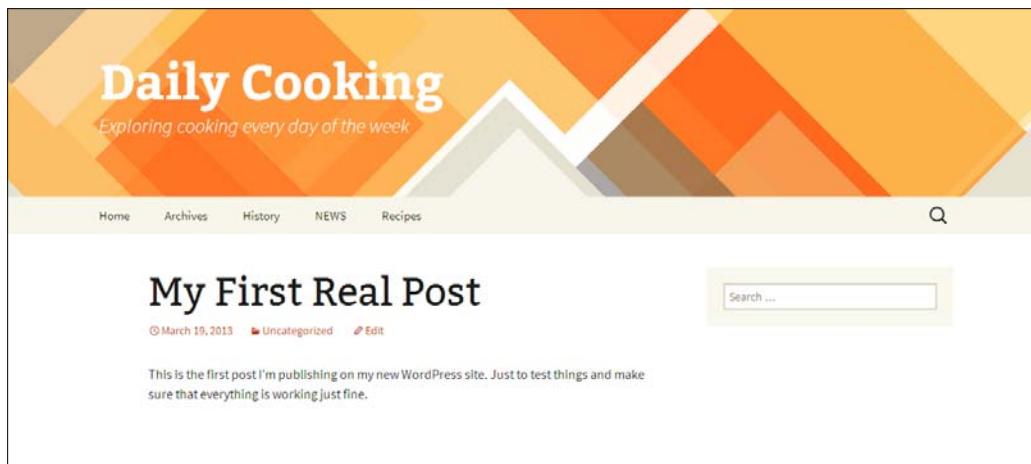 Daily Cooking
Exploring cooking every day of the week
Home Archives History NEWS Recipes
My First Real Post
March 19, 2013 Uncategorized Edit
This is the first post I'm publishing on my new WordPress site. Just to test things and make
sure that everything is working just fine.
Search ...